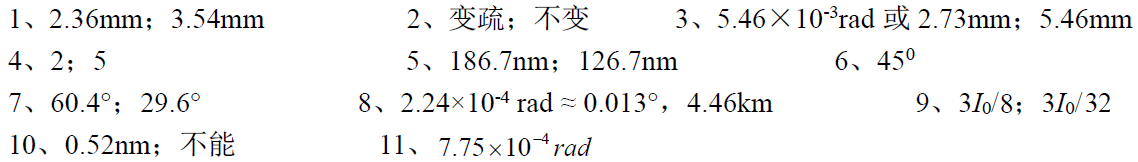 1、2.36mm；3.54mm 2、变疏；不变 3、5.46×10⁻³rad 或 2.73mm；5.46mm
4、2；5 5、186.7nm；126.7nm 6、45⁰
7、60.4°；29.6° 8、2.24×10⁻⁴ rad ≈ 0.013°，4.46km 9、3I₀/8；3I₀/32
10、0.52nm；不能 11、7.75×10⁻⁴ rad